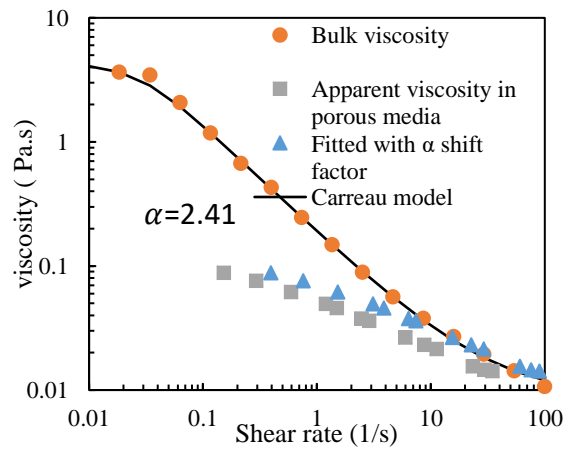 10
1
0.1
0.01
viscosity ( Pa.s)
Bulk viscosity
Apparent viscosity in
porous media
Fitted with α shift
factor
Carreau model
𝛼=2.41
0.01
0.1
1
10
100
Shear rate (1/s)